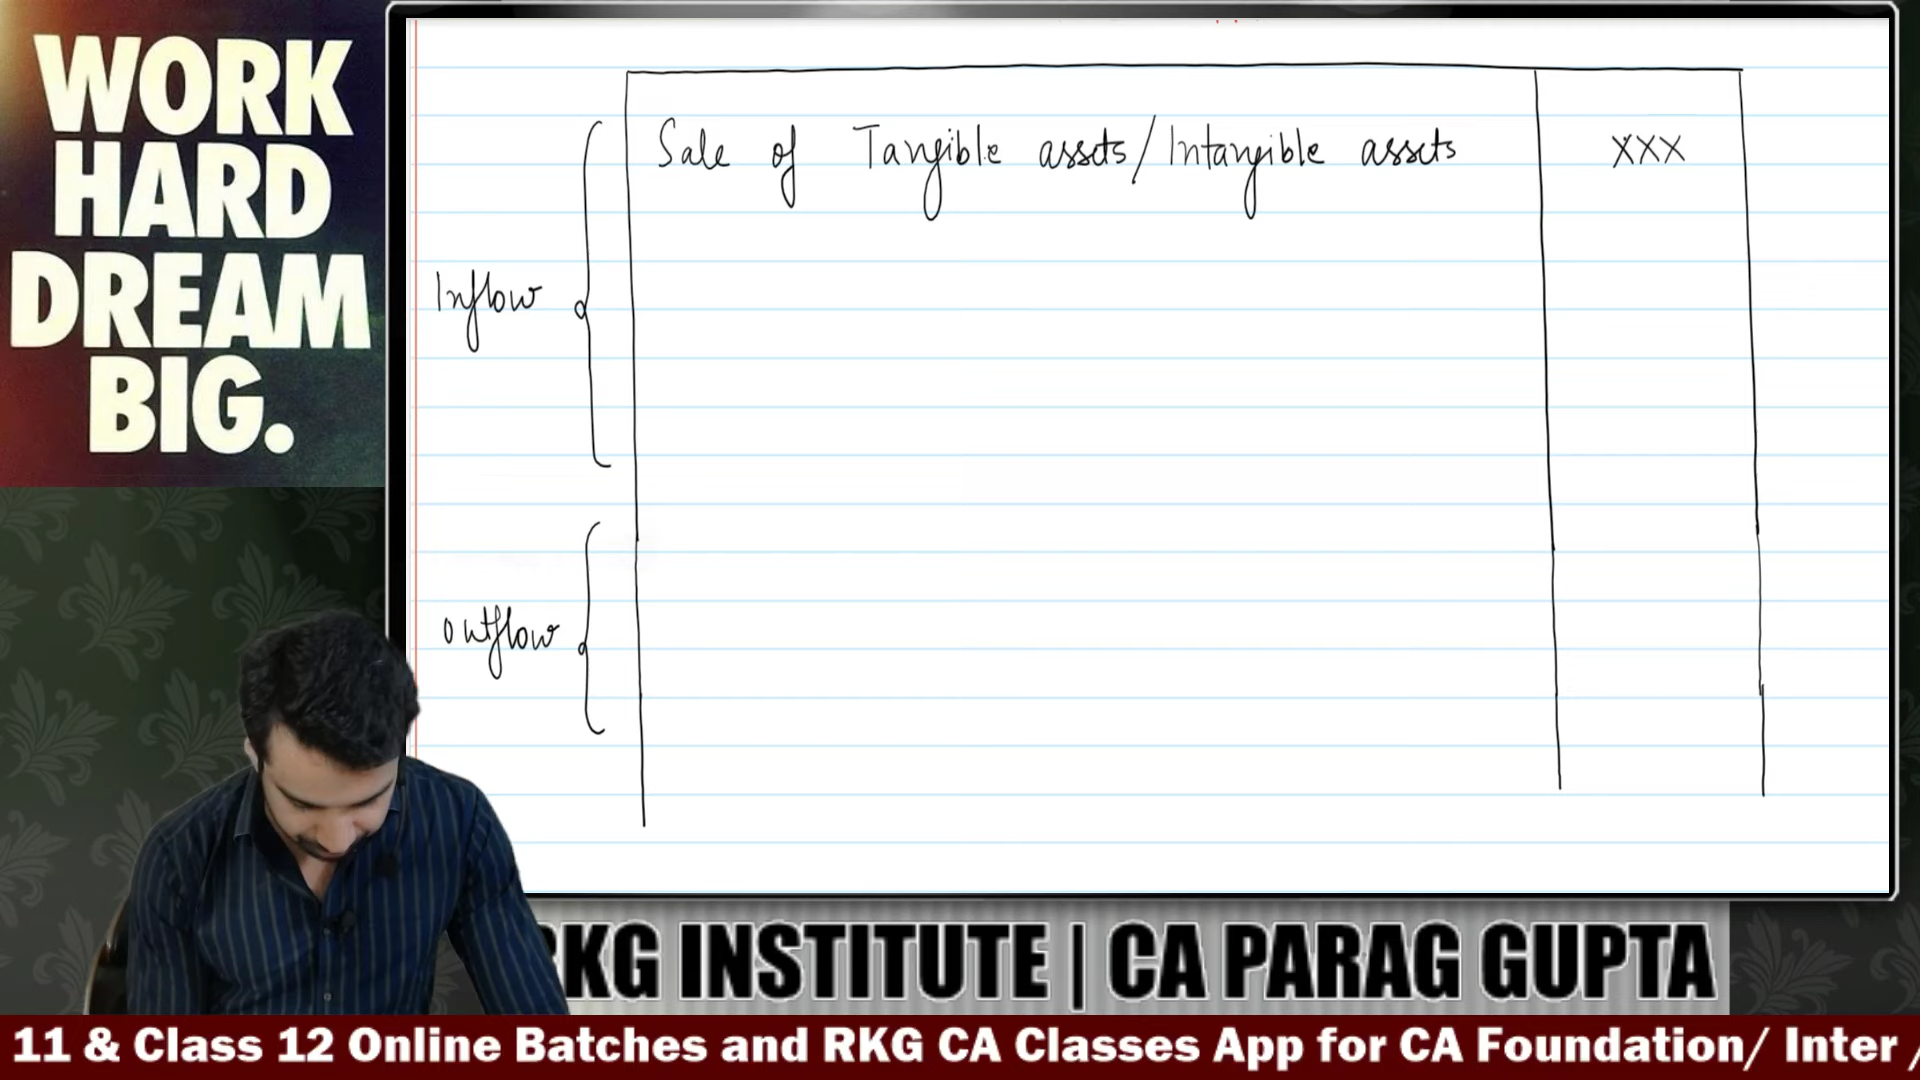 WORK
HARD
DREAM
BIG.
Sale of Tangible assets/Intangible assets XXX
Inflow
outflow
RKG INSTITUTE | CA PARAG GUPTA
11 & Class 12 Online Batches and RKG CA Classes App for CA Foundation/ Inter /